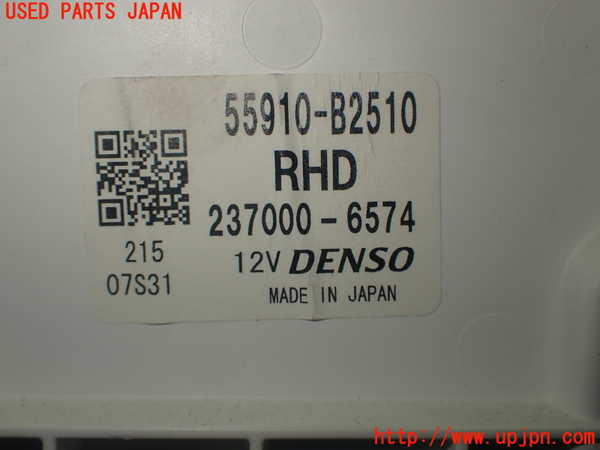 USED PARTS JAPAN
55910-B2510
RHD
237000-6574
215
12V DENSO
07S31
MADE IN JAPAN
http://www.upjpn.com